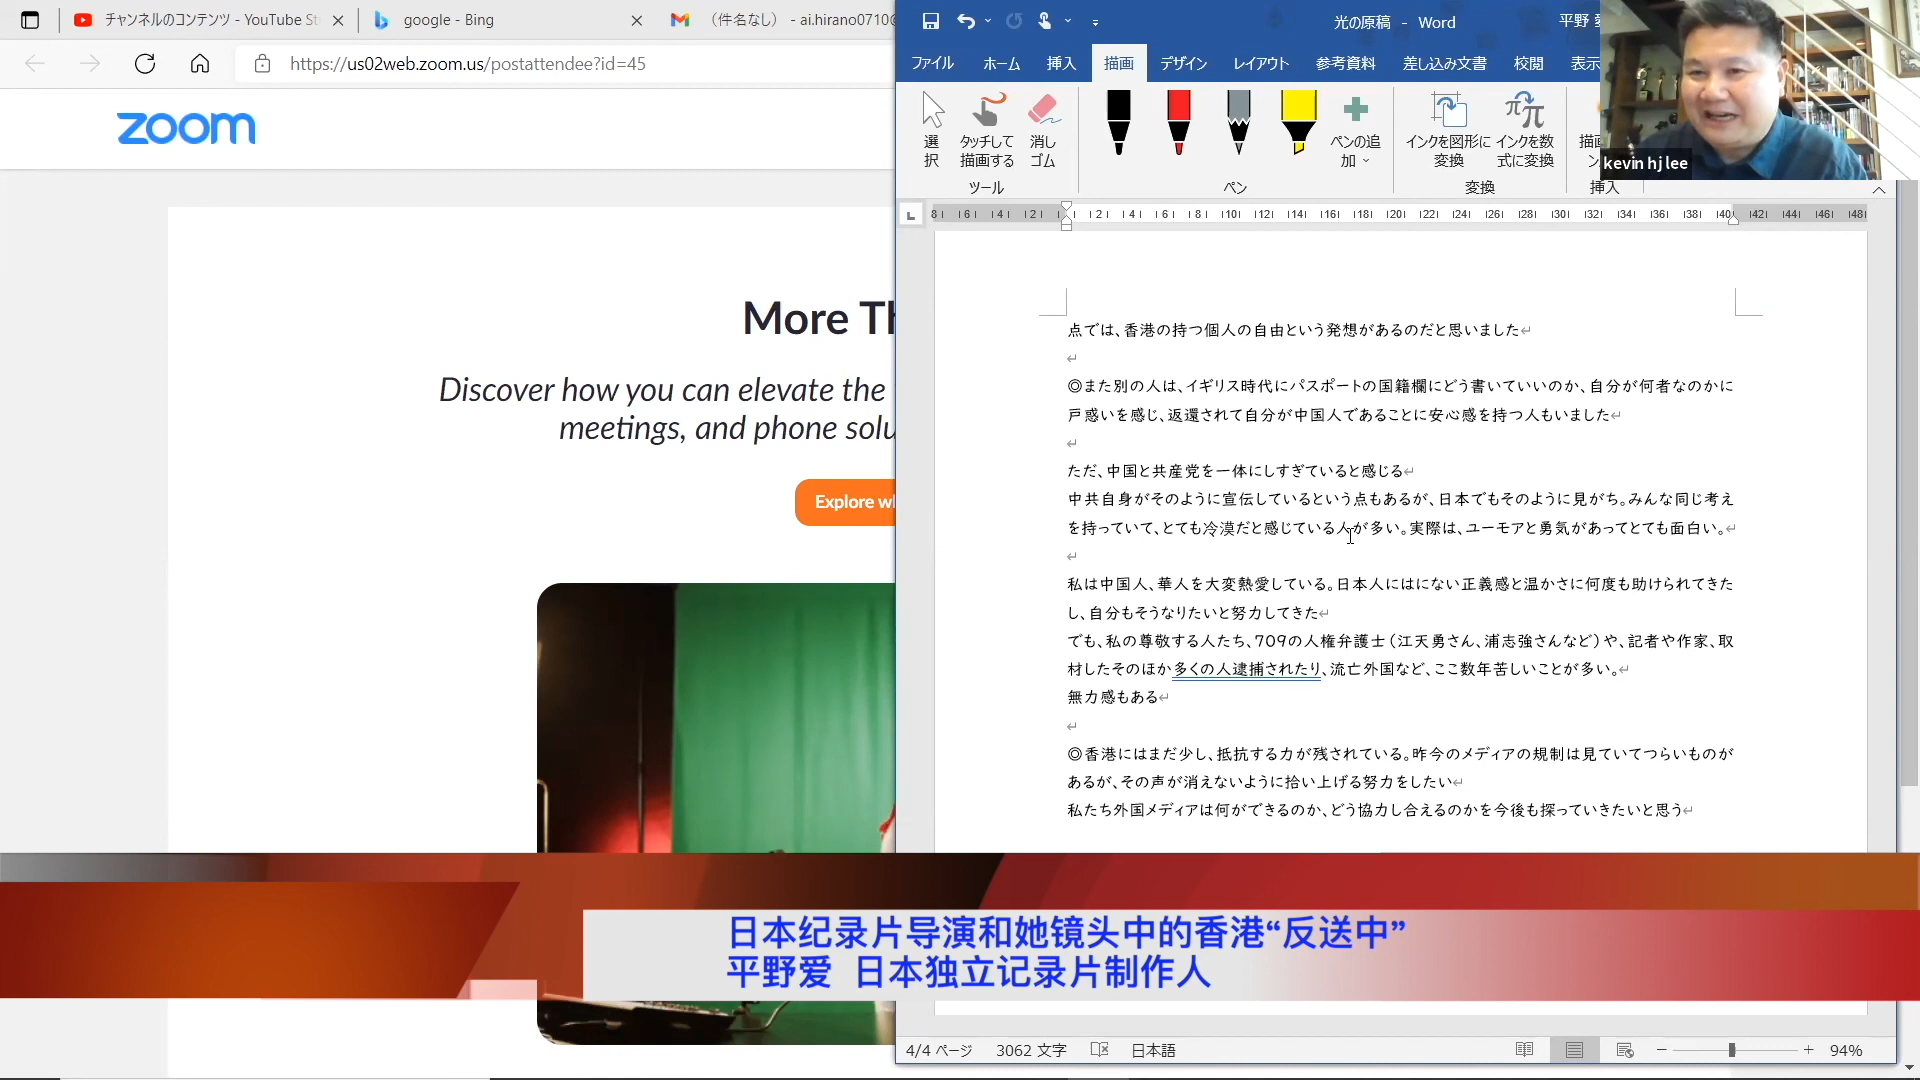 チャンネルのコンテンツ - YouTube St
google - Bing
（件名なし） - ai.hirano0710@
https://us02web.zoom.us/postattendee?id=45
zoom
More Th
Discover how you can elevate the
meetings, and phone solu
Explore wh
光の原稿 - Word
平野 愛
ファイル ホーム 挿入 描画 デザイン レイアウト 参考資料 差し込み文書 校閲 表示
選択
タッチして描画する
消しゴム
ペンの追加
インクを図形に変換
インクを数式に変換
ツール
ペン
変換
挿入
kevin hj lee
8 6 4 2 2 4 6 8 10 12 14 16 18 20 22 24 26 28 30 32 34 36 38 40 42 44 46 48
点では、香港の持つ個人の自由という発想があるのだと思いました
◎また別の人は、イギリス時代にパスポートの国籍欄にどう書いていいのか、自分が何者なのかに
戸惑いを感じ、返還されて自分が中国人であることに安心感を持つ人もいました
ただ、中国と共産党を一体にしすぎていると感じる
中共自身がそのように宣伝しているという点もあるが、日本でもそのように見がち。みんな同じ考え
を持っていて、とても冷漠だと感じている人が多い。実際は、ユーモアと勇気があってとても面白い。
私は中国人、華人を大変熱愛している。日本人にはにない正義感と温かさに何度も助けられてきた
し、自分もそうなりたいと努力してきた
でも、私の尊敬する人たち、709の人権弁護士（江天勇さん、浦志強さんなど）や、記者や作家、取
材したそのほか多くの人逮捕されたり、流亡外国など、ここ数年苦しいことが多い。
無力感もある
◎香港にはまだ少し、抵抗する力が残されている。昨今のメディアの規制は見ていてつらいものが
あるが、その声が消えないように拾い上げる努力をしたい
私たち外国メディアは何ができるのか、どう協力し合えるのかを今後も探っていきたいと思う
日本纪录片导演和她镜头中的香港“反送中”
平野爱 日本独立记录片制作人
4/4 ページ 3062 文字 日本語 94%